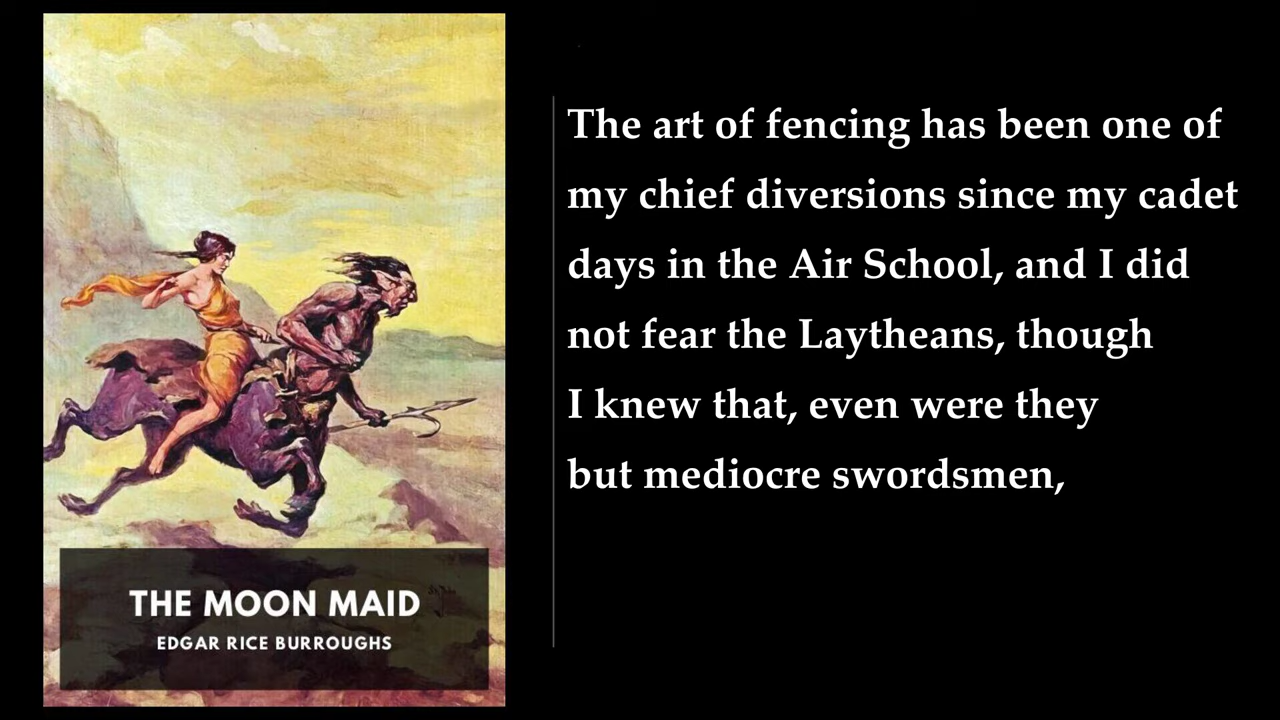 THE MOON MAID
EDGAR RICE BURROUGHS
The art of fencing has been one of
my chief diversions since my cadet
days in the Air School, and I did
not fear the Laytheans, though
I knew that, even were they
but mediocre swordsmen,